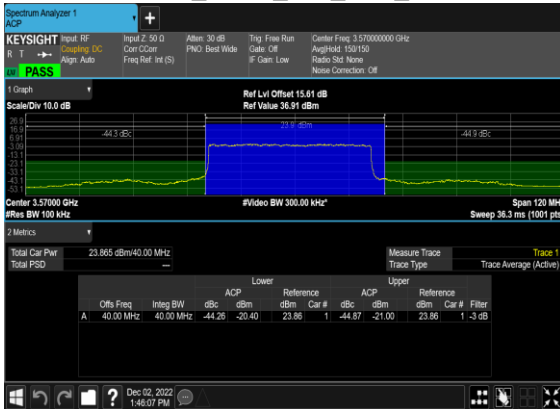 Spectrum Analyzer 1
ACP
+
KEYSIGHT Input: RF Input Z: 50 Ω Atten: 30 dB Trig: Free Run Center Freq: 3.570000000 GHz
R T Coupling: DC Corr CCorr PNO: Best Wide Gate: Off Avg|Hold: 150/150
Align: Auto Freq Ref: Int (S) IF Gain: Low Radio Std: None
LXI PASS Noise Correction: Off
1 Graph Ref Lvl Offset 15.61 dB
Scale/Div 10.0 dB Ref Value 36.91 dBm
26.9
16.9
6.91
-3.09
-13.1
-23.1
-33.1
-43.1
-53.1
-44.3 dBc 23.9 dBm -44.9 dBc
Center 3.57000 GHz #Video BW 300.00 kHz* Span 120 MH
#Res BW 100 kHz Sweep 36.3 ms (1001 pts
2 Metrics
Total Car Pwr 23.865 dBm/40.00 MHz Measure Trace Trace 1
Total PSD --- Trace Type Trace Average (Active)
Lower Upper
ACP Reference ACP Reference
Offs Freq Integ BW dBc dBm dBm Car # dBc dBm dBm Car # Filter
A 40.00 MHz 40.00 MHz -44.26 -20.40 23.86 1 -44.87 -21.00 23.86 1 -3 dB
? Dec 02, 2022
1:46:07 PM